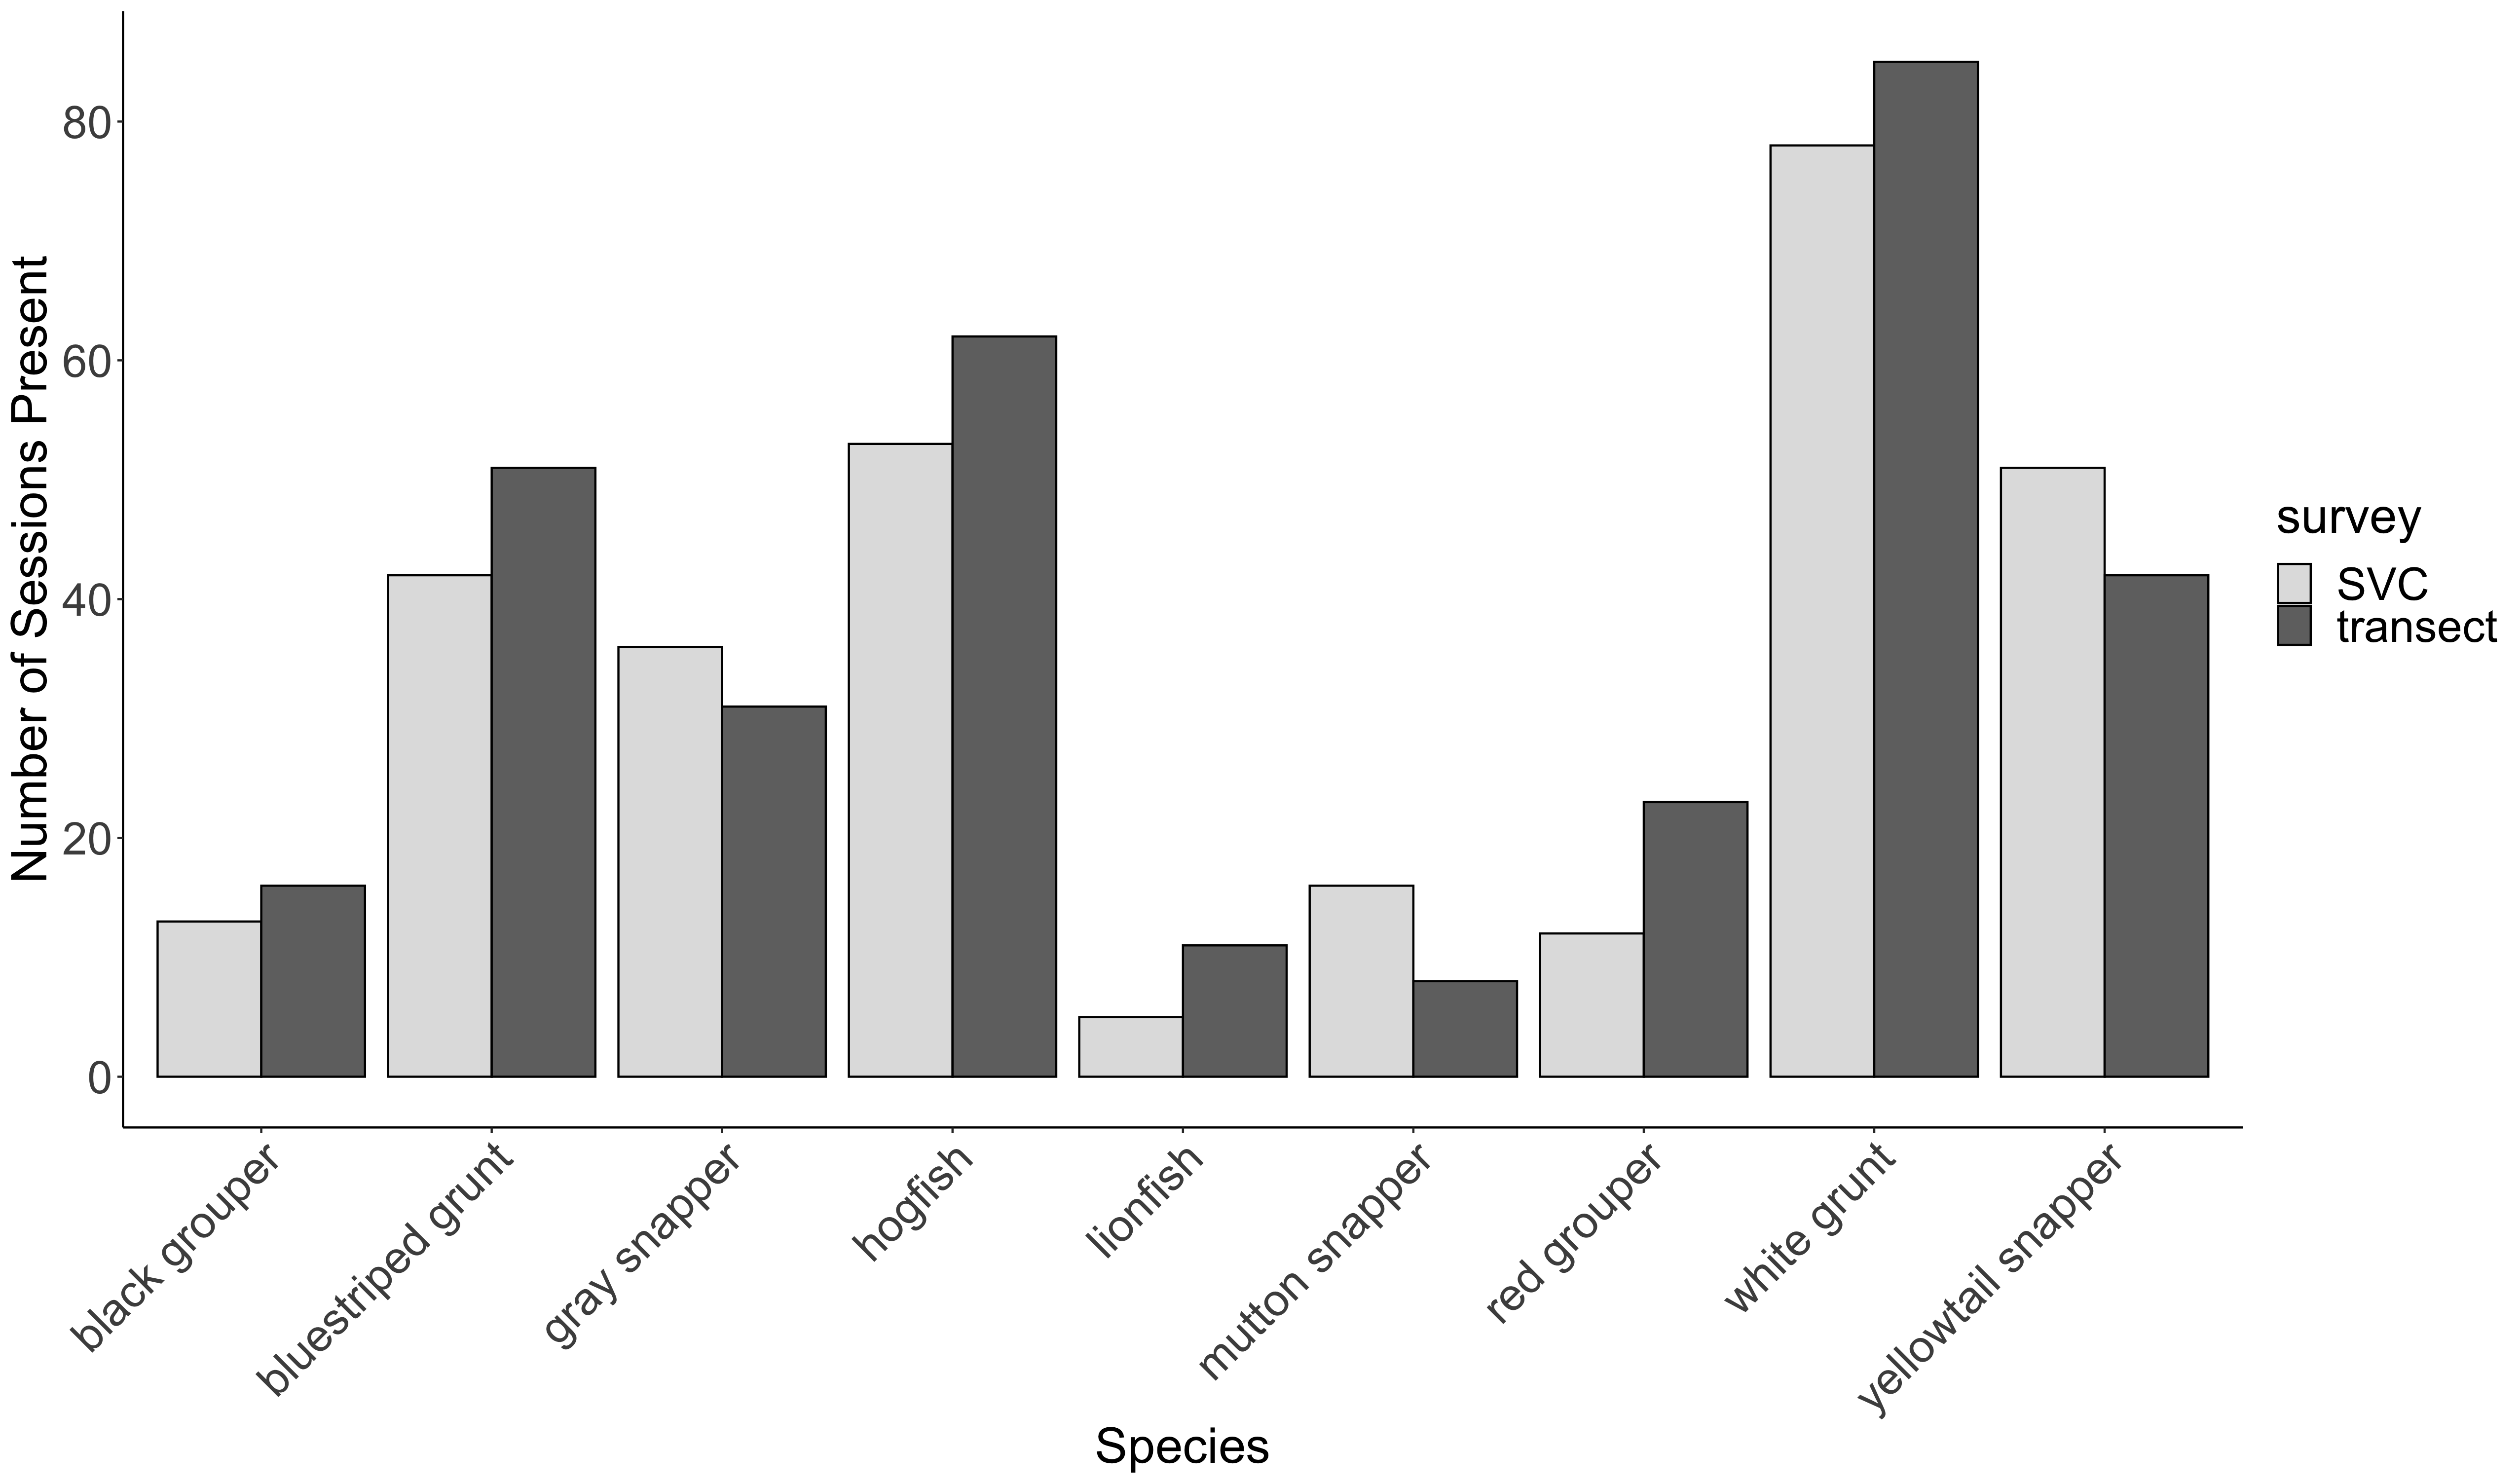 Number of Sessions Present
80
60
40
20
0
black grouper
bluestriped grunt
gray snapper
hogfish
lionfish
mutton snapper
red grouper
white grunt
yellowtail snapper
Species
survey
SVC
transect